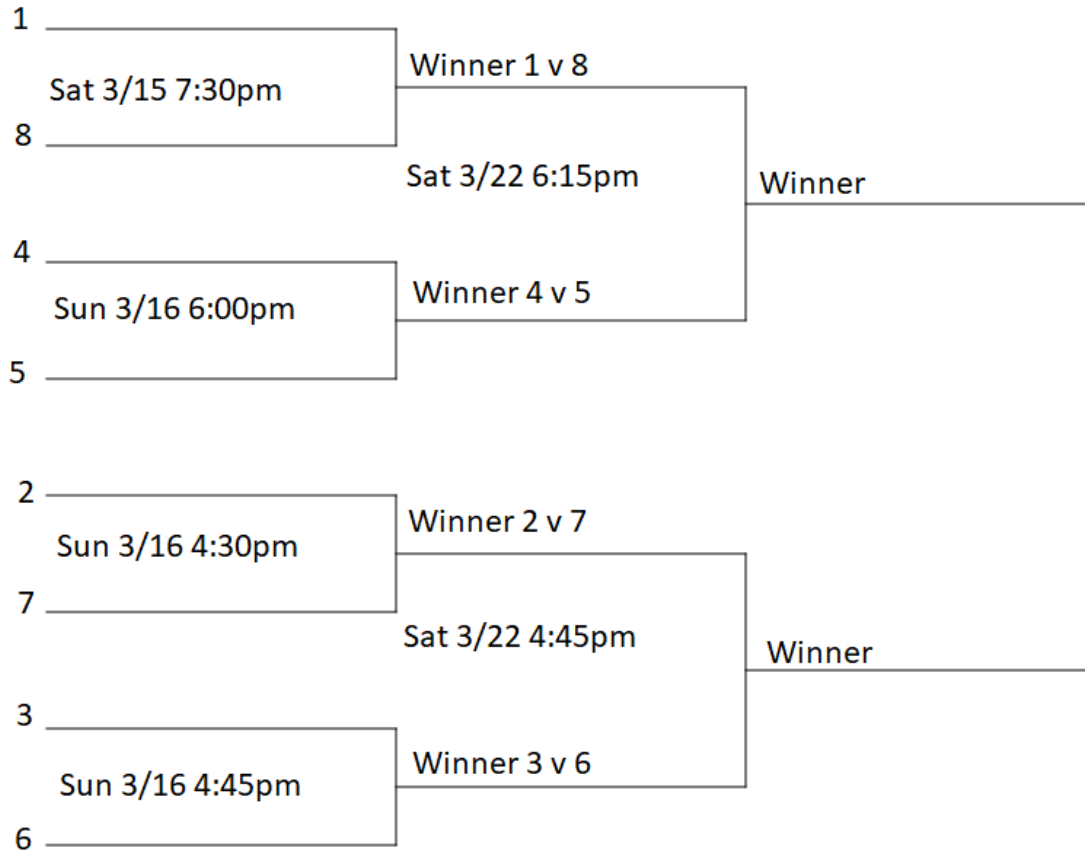 1
Winner 1 v 8
Sat 3/15 7:30pm
8
Sat 3/22 6:15pm
Winner
4
Winner 4 v 5
Sun 3/16 6:00pm
5
2
Winner 2 v 7
Sun 3/16 4:30pm
7
Sat 3/22 4:45pm
Winner
3
Winner 3 v 6
Sun 3/16 4:45pm
6